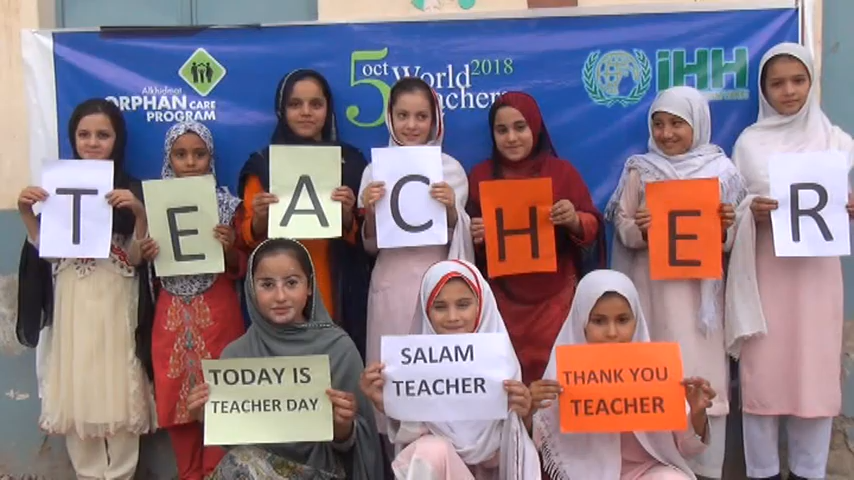 Alkhidmat
ORPHAN CARE
PROGRAM
5 oct World 2018
Teachers
iHH
T E A C H E R
TODAY IS
TEACHER DAY
SALAM
TEACHER
THANK YOU
TEACHER